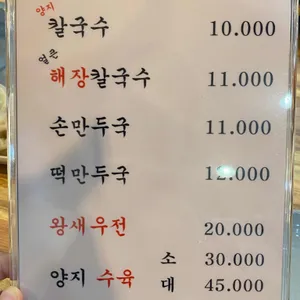 양지
칼국수 10.000
얼큰
해장칼국수 11.000
손만두국 11.000
떡만두국 12.000
왕새우전 20.000
소 30.000
양지 수육
대 45.000